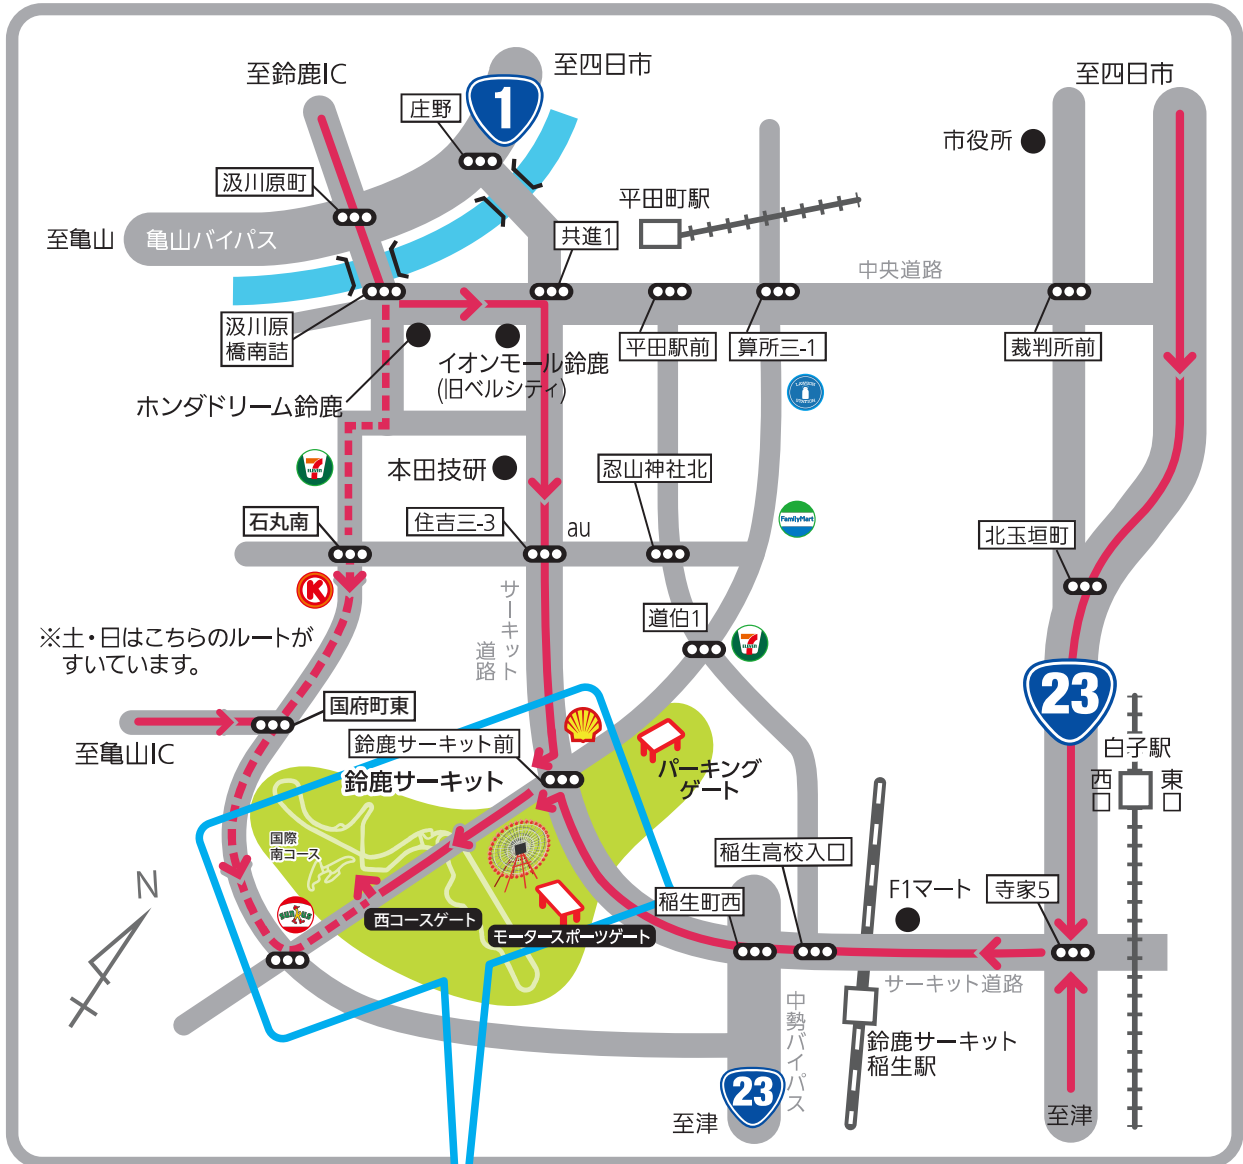 至鈴鹿IC
至四日市
至四日市
1
庄野
市役所
汲川原町
平田町駅
至亀山
亀山バイパス
共進1
中央道路
汲川原
橋南詰
平田駅前
算所三-1
裁判所前
イオンモール鈴鹿
(旧ベルシティ)
LAWSON
STATION
ホンダドリーム鈴鹿
7
ELEVEN
本田技研
忍山神社北
石丸南
住吉三-3
au
FamilyMart
北玉垣町
K
サーキット
道路
道伯1
7
ELEVEN
※土・日はこちらのルートが
すいています。
23
国府町東
至亀山IC
鈴鹿サーキット前
鈴鹿サーキット
パーキング
ゲート
白子駅
西口
東口
国際
南コース
稲生高校入口
N
稲生町西
F1マート
寺家5
西コースゲート
モータースポーツゲート
サーキット道路
中勢バイパス
鈴鹿サーキット
稲生駅
23
至津
至津